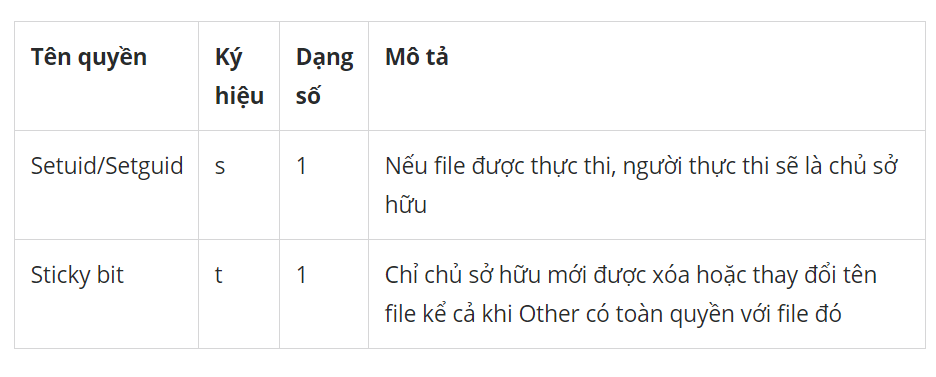 Tên quyền
Ký
hiệu
Dạng
số
Mô tả
Setuid/Setguid
s
1
Nếu file được thực thi, người thực thi sẽ là chủ sở
hữu
Sticky bit
t
1
Chỉ chủ sở hữu mới được xóa hoặc thay đổi tên
file kể cả khi Other có toàn quyền với file đó